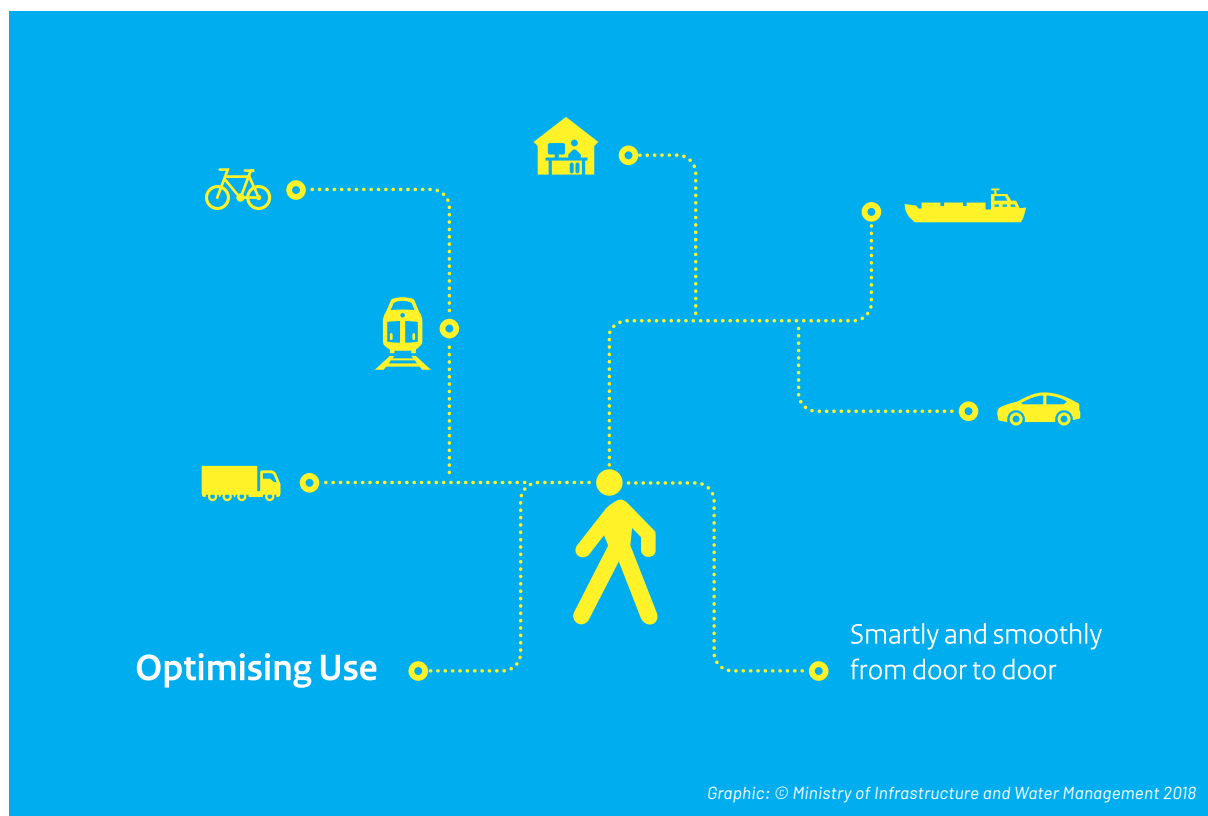 Optimising Use
Smartly and smoothly
from door to door
Graphic: © Ministry of Infrastructure and Water Management 2018